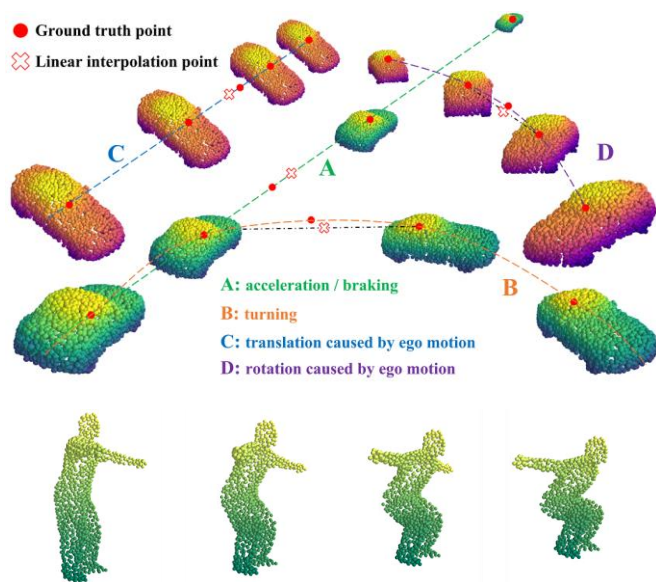 Ground truth point
Linear interpolation point
C
A
D
B
A: acceleration / braking
B: turning
C: translation caused by ego motion
D: rotation caused by ego motion